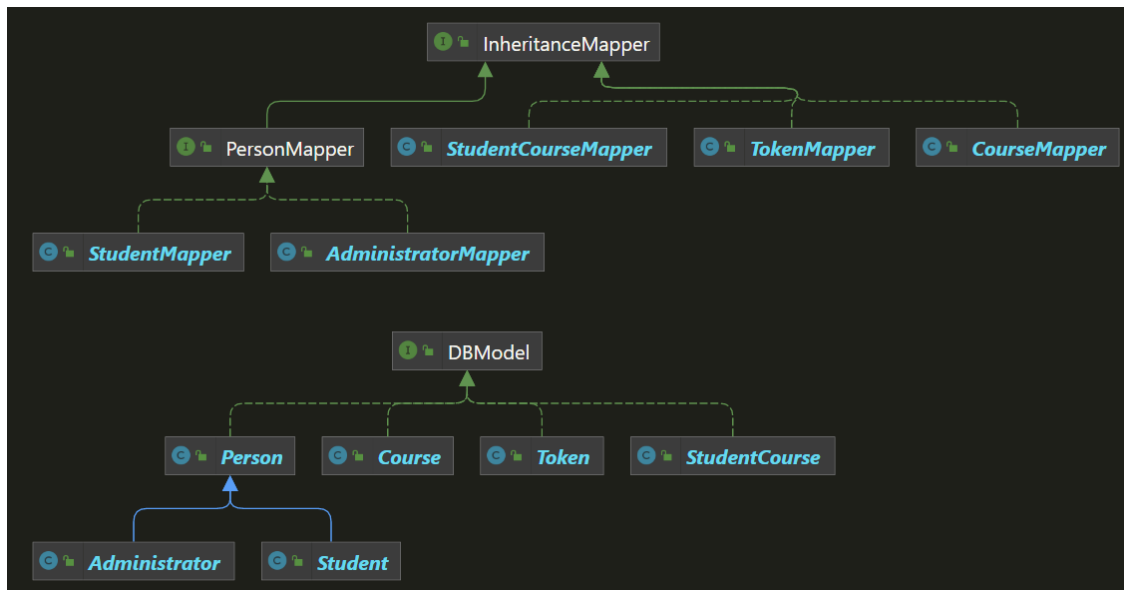 InheritanceMapper
PersonMapper
StudentCourseMapper
TokenMapper
CourseMapper
StudentMapper
AdministratorMapper
DBModel
Person
Course
Token
StudentCourse
Administrator
Student